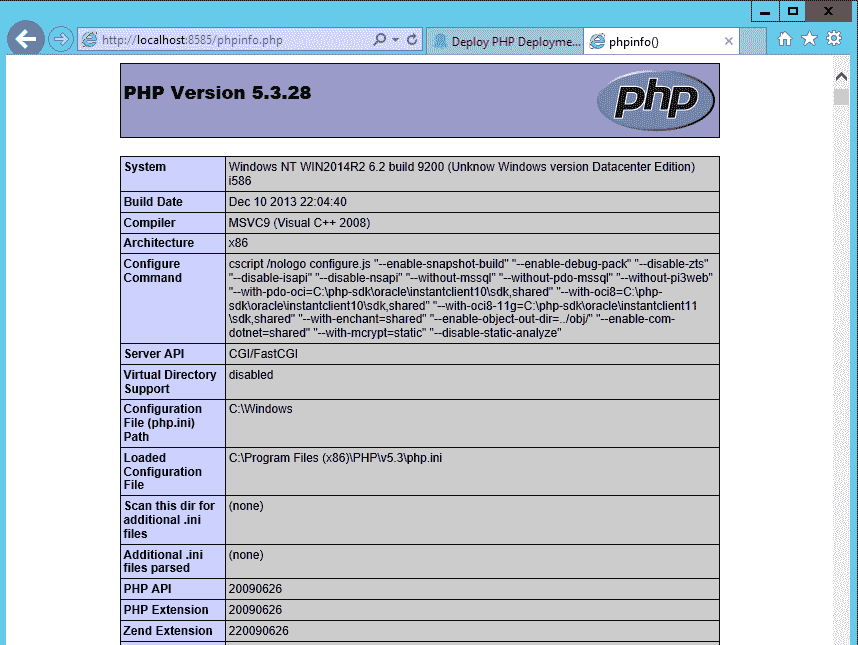 http://localhost:8585/phpinfo.php
Deploy PHP Deployme...
phpinfo()
PHP Version 5.3.28
php
System
Windows NT WIN2014R2 6.2 build 9200 (Unknow Windows version Datacenter Edition)
i586
Build Date
Dec 10 2013 22:04:40
Compiler
MSVC9 (Visual C++ 2008)
Architecture
x86
Configure
Command
cscript /nologo configure.js "--enable-snapshot-build" "--enable-debug-pack" "--disable-zts"
"--disable-isapi" "--disable-nsapi" "--without-mssql" "--without-pdo-mssql" "--without-pi3web"
"--with-pdo-oci=C:\php-sdk\oracle\instantclient10\sdk,shared" "--with-oci8=C:\php-
sdk\oracle\instantclient10\sdk,shared" "--with-oci8-11g=C:\php-sdk\oracle\instantclient11
\sdk,shared" "--with-enchant=shared" "--enable-object-out-dir=../obj/" "--enable-com-
dotnet=shared" "--with-mcrypt=static" "--disable-static-analyze"
Server API
CGI/FastCGI
Virtual Directory
Support
disabled
Configuration
File (php.ini)
Path
C:\Windows
Loaded
Configuration
File
C:\Program Files (x86)\PHP\v5.3\php.ini
Scan this dir for
additional .ini
files
(none)
Additional .ini
files parsed
(none)
PHP API
20090626
PHP Extension
20090626
Zend Extension
220090626